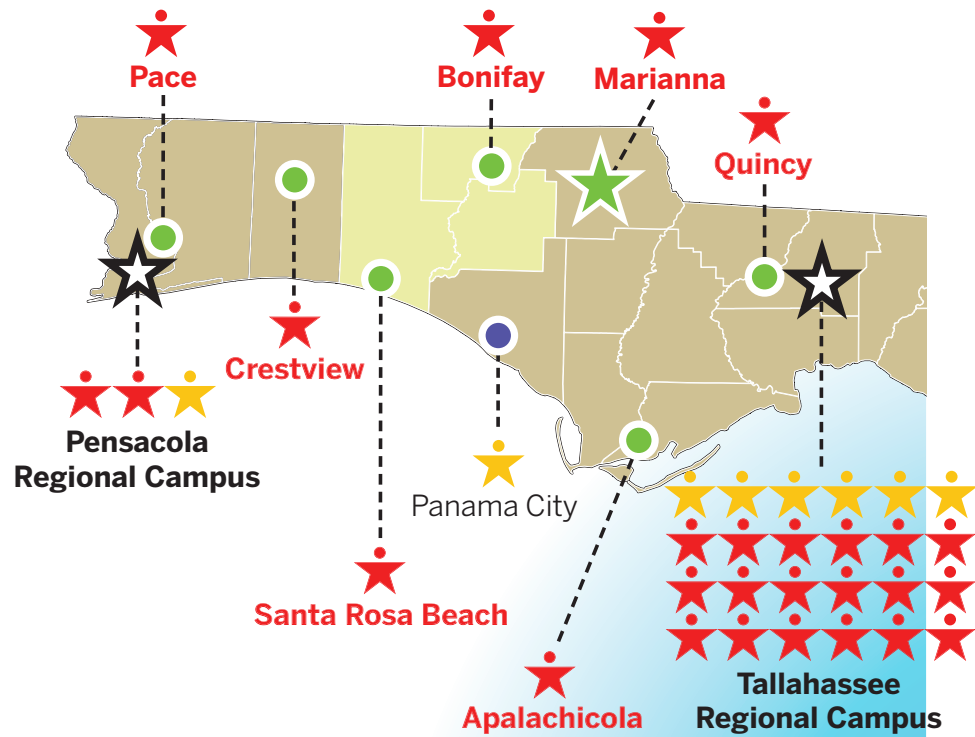 Pace
Bonifay
Marianna
Quincy
Crestview
Pensacola
Regional Campus
Panama City
Santa Rosa Beach
Apalachicola
Tallahassee
Regional Campus